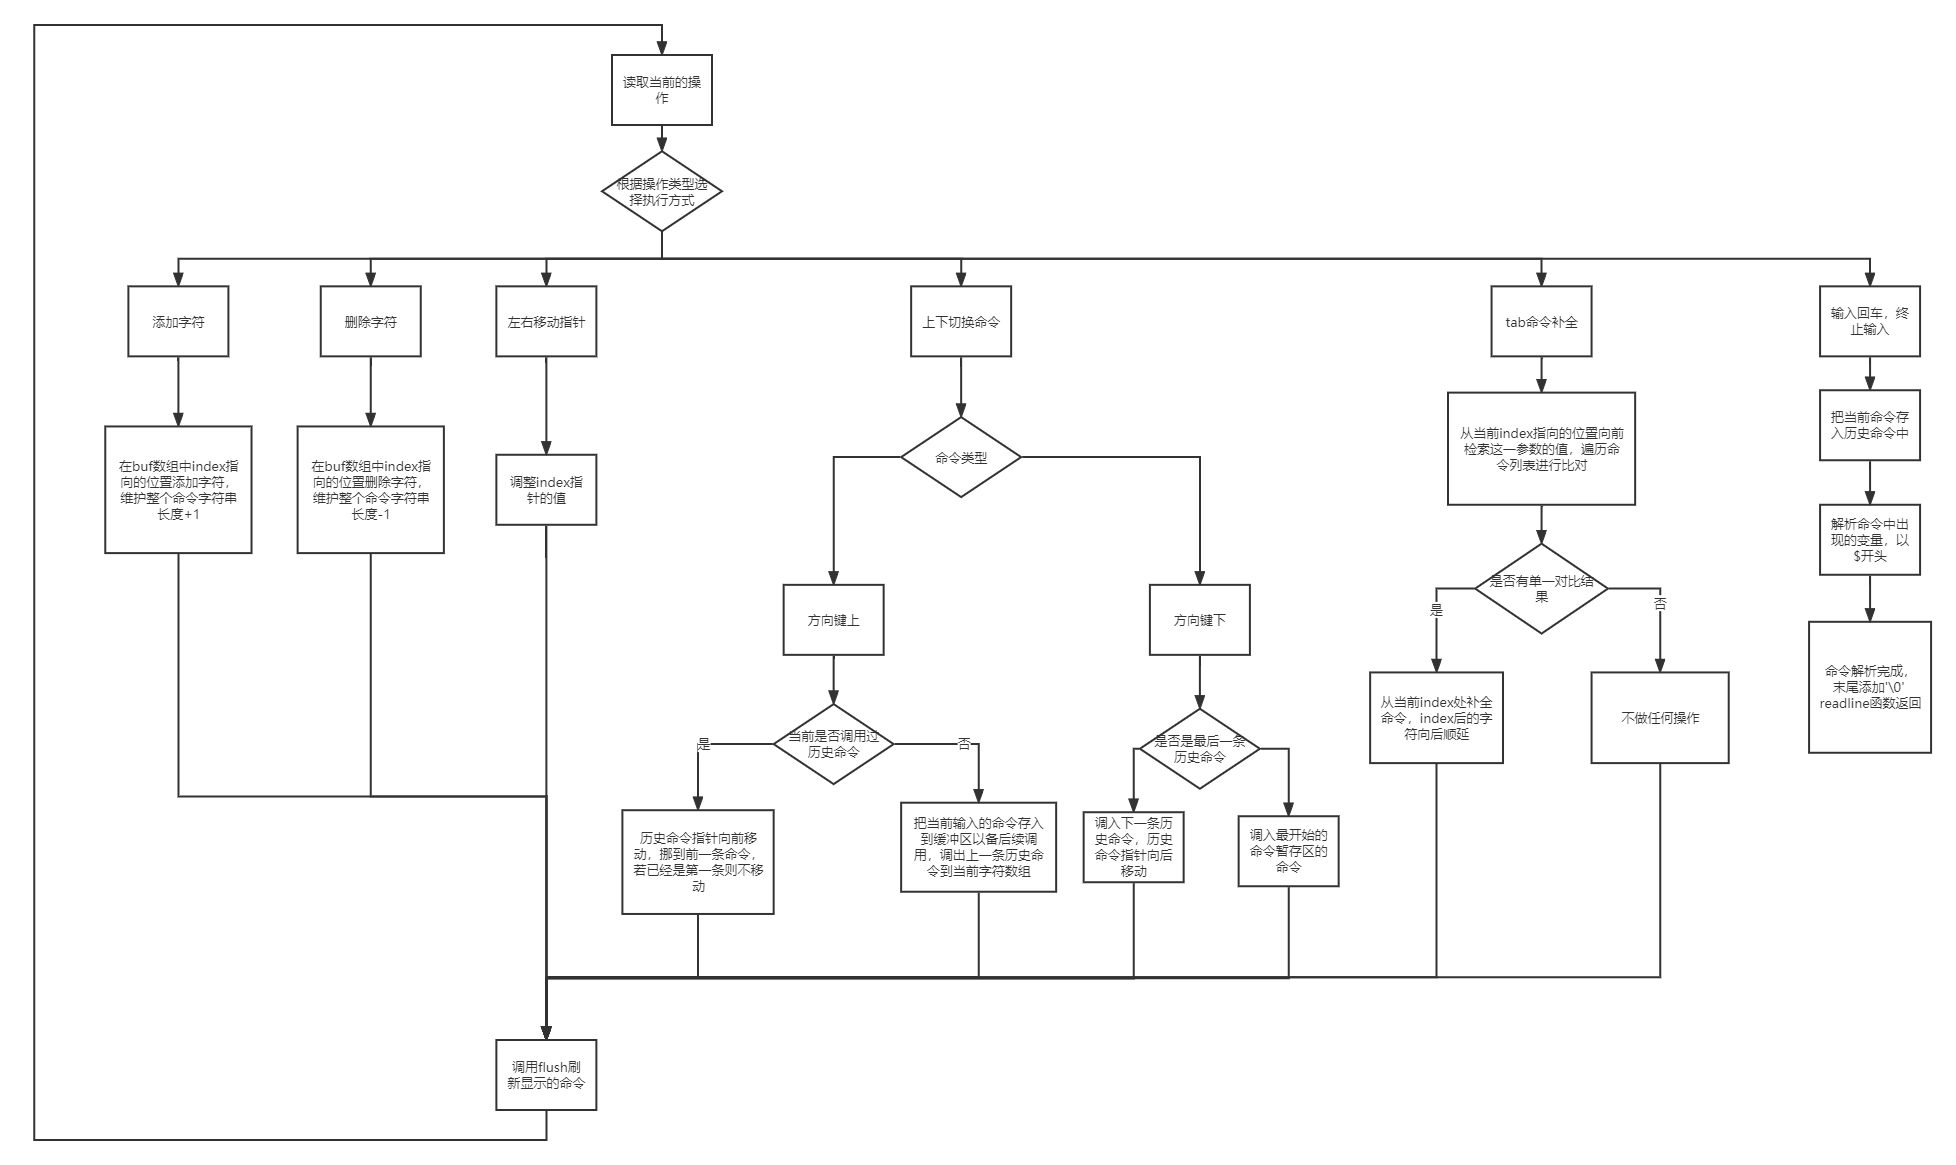 读取当前的操
作
根据操作类型选
择执行方式
添加字符
删除字符
左右移动指针
上下切换命令
tab命令补全
输入回车，终
止输入
在buf数组中index指
向的位置添加字符，
维护整个命令字符串
长度+1
在buf数组中index指
向的位置删除字符，
维护整个命令字符串
长度-1
调整index指
针的值
命令类型
从当前index指向的位置向前
检索这一参数的值，遍历命
令列表进行比对
把当前命令存
入历史命令中
解析命令中出
现的变量，以
$开头
是否有单一对比结
果
是
否
方向键上
方向键下
命令解析完成，
末尾添加'\0'
readline函数返回
从当前index处补全
命令，index后的字
符向后顺延
不做任何操作
当前是否调用过
历史命令
是
否
是否是最后一条
历史命令
历史命令指针向前移
动，挪到前一条命令，
若已经是第一条则不移
动
把当前输入的命令存入
到缓冲区以备后续调
用，调出上一条历史命
令到当前字符数组
调入下一条历
史命令，历史
命令指针向后
移动
调入最开始的
命令暂存区的
命令
调用flush刷
新显示的命令